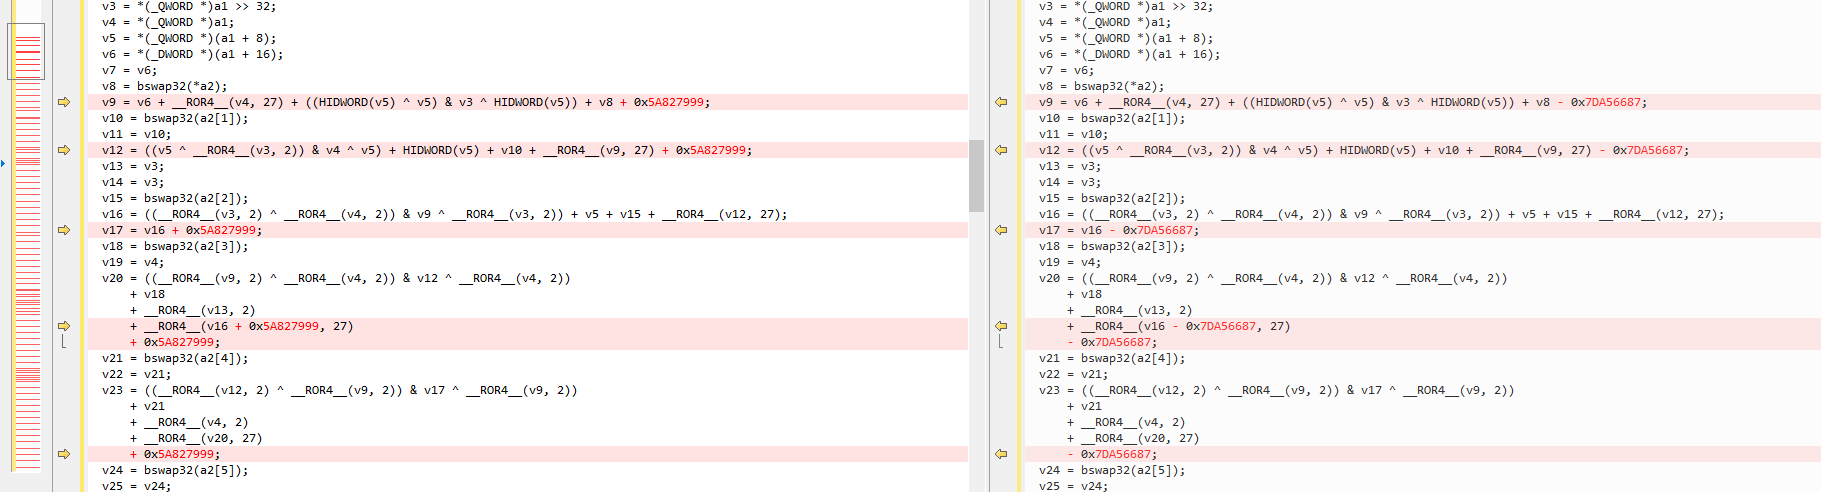 v3 = *(_QWORD *)a1 >> 32;
v4 = *(_QWORD *)a1;
v5 = *(_QWORD *)(a1 + 8);
v6 = *(_DWORD *)(a1 + 16);
v7 = v6;
v8 = bswap32(*a2);
v9 = v6 + __ROR4__(v4, 27) + ((HIDWORD(v5) ^ v5) & v3 ^ HIDWORD(v5)) + v8 + 0x5A827999;
v10 = bswap32(a2[1]);
v11 = v10;
v12 = ((v5 ^ __ROR4__(v3, 2)) & v4 ^ v5) + HIDWORD(v5) + v10 + __ROR4__(v9, 27) + 0x5A827999;
v13 = v3;
v14 = v3;
v15 = bswap32(a2[2]);
v16 = ((__ROR4__(v3, 2) ^ __ROR4__(v4, 2)) & v9 ^ __ROR4__(v3, 2)) + v5 + v15 + __ROR4__(v12, 27);
v17 = v16 + 0x5A827999;
v18 = bswap32(a2[3]);
v19 = v4;
v20 = ((__ROR4__(v9, 2) ^ __ROR4__(v4, 2)) & v12 ^ __ROR4__(v4, 2))
+ v18
+ __ROR4__(v13, 2)
+ __ROR4__(v16 + 0x5A827999, 27)
+ 0x5A827999;
v21 = bswap32(a2[4]);
v22 = v21;
v23 = ((__ROR4__(v12, 2) ^ __ROR4__(v9, 2)) & v17 ^ __ROR4__(v9, 2))
+ v21
+ __ROR4__(v4, 2)
+ __ROR4__(v20, 27)
+ 0x5A827999;
v24 = bswap32(a2[5]);
v25 = v24;
v3 = *(_QWORD *)a1 >> 32;
v4 = *(_QWORD *)a1;
v5 = *(_QWORD *)(a1 + 8);
v6 = *(_DWORD *)(a1 + 16);
v7 = v6;
v8 = bswap32(*a2);
v9 = v6 + __ROR4__(v4, 27) + ((HIDWORD(v5) ^ v5) & v3 ^ HIDWORD(v5)) + v8 - 0x7DA56687;
v10 = bswap32(a2[1]);
v11 = v10;
v12 = ((v5 ^ __ROR4__(v3, 2)) & v4 ^ v5) + HIDWORD(v5) + v10 + __ROR4__(v9, 27) - 0x7DA56687;
v13 = v3;
v14 = v3;
v15 = bswap32(a2[2]);
v16 = ((__ROR4__(v3, 2) ^ __ROR4__(v4, 2)) & v9 ^ __ROR4__(v3, 2)) + v5 + v15 + __ROR4__(v12, 27);
v17 = v16 - 0x7DA56687;
v18 = bswap32(a2[3]);
v19 = v4;
v20 = ((__ROR4__(v9, 2) ^ __ROR4__(v4, 2)) & v12 ^ __ROR4__(v4, 2))
+ v18
+ __ROR4__(v13, 2)
+ __ROR4__(v16 - 0x7DA56687, 27)
- 0x7DA56687;
v21 = bswap32(a2[4]);
v22 = v21;
v23 = ((__ROR4__(v12, 2) ^ __ROR4__(v9, 2)) & v17 ^ __ROR4__(v9, 2))
+ v21
+ __ROR4__(v4, 2)
+ __ROR4__(v20, 27)
- 0x7DA56687;
v24 = bswap32(a2[5]);
v25 = v24;